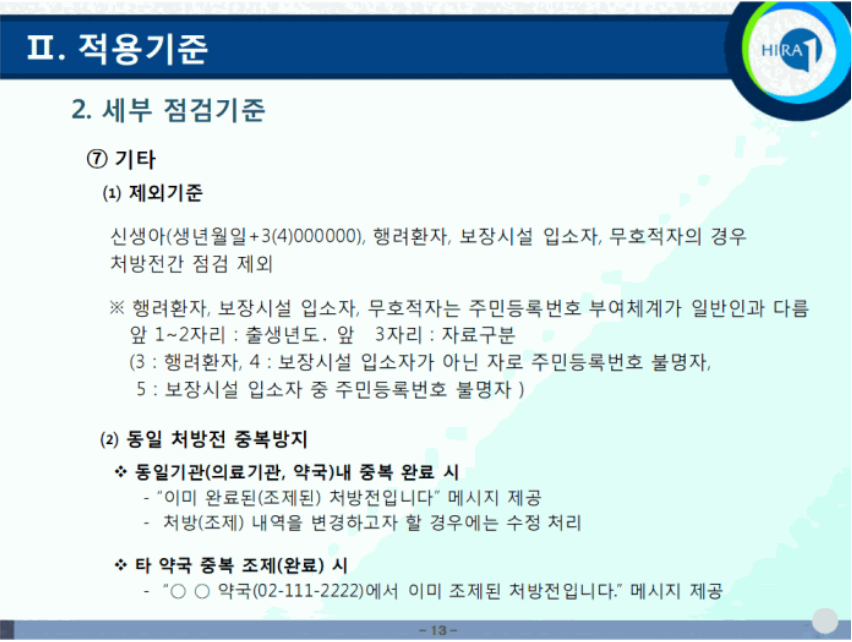 Ⅱ. 적용기준
HIRA
2. 세부 점검기준
⑦ 기타
⑴ 제외기준
신생아(생년월일+3(4)000000), 행려환자, 보장시설 입소자, 무호적자의 경우
처방전간 점검 제외
※ 행려환자, 보장시설 입소자, 무호적자는 주민등록번호 부여체계가 일반인과 다름
앞 1~2자리 : 출생년도. 앞 3자리 : 자료구분
(3 : 행려환자, 4 : 보장시설 입소자가 아닌 자로 주민등록번호 불명자,
5 : 보장시설 입소자 중 주민등록번호 불명자 )
⑵ 동일 처방전 중복방지
❖ 동일기관(의료기관, 약국)내 중복 완료 시
- “이미 완료된(조제된) 처방전입니다” 메시지 제공
- 처방(조제) 내역을 변경하고자 할 경우에는 수정 처리
❖ 타 약국 중복 조제(완료) 시
- “○ ○ 약국(02-111-2222)에서 이미 조제된 처방전입니다.” 메시지 제공
- 13 -